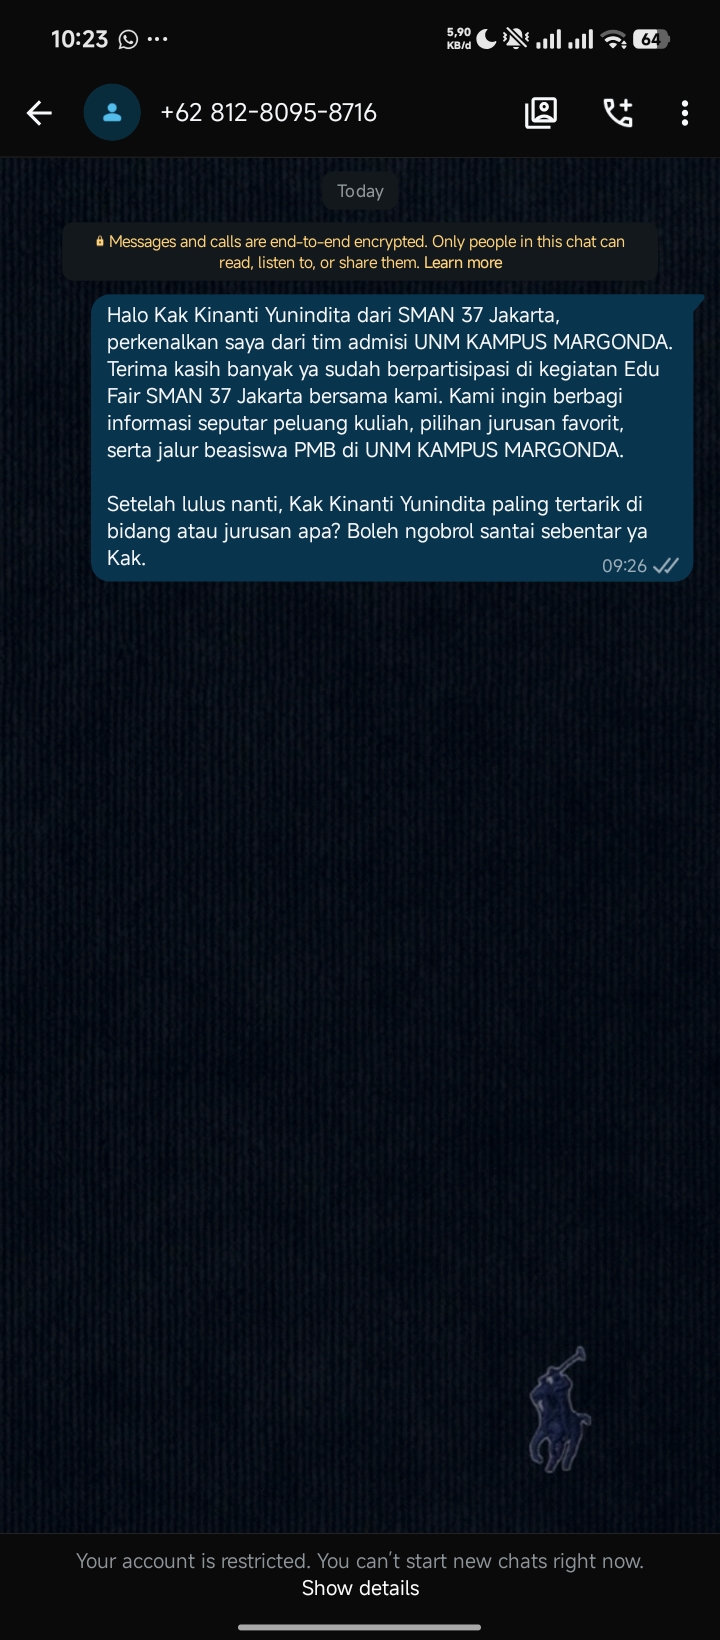 10:23
5,90
KB/d
64
+62 812-8095-8716
Today
Messages and calls are end-to-end encrypted. Only people in this chat can
read, listen to, or share them. Learn more
Halo Kak Kinanti Yunindita dari SMAN 37 Jakarta,
perkenalkan saya dari tim admisi UNM KAMPUS MARGONDA.
Terima kasih banyak ya sudah berpartisipasi di kegiatan Edu
Fair SMAN 37 Jakarta bersama kami. Kami ingin berbagi
informasi seputar peluang kuliah, pilihan jurusan favorit,
serta jalur beasiswa PMB di UNM KAMPUS MARGONDA.
Setelah lulus nanti, Kak Kinanti Yunindita paling tertarik di
bidang atau jurusan apa? Boleh ngobrol santai sebentar ya
Kak.
09:26
Your account is restricted. You can't start new chats right now.
Show details